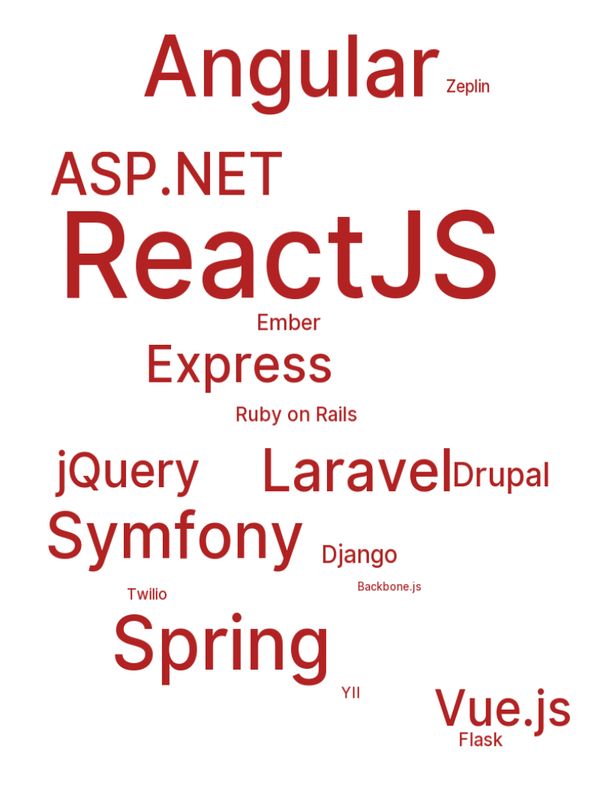 Angular
Zeplin
ASP.NET
ReactJS
Ember
Express
Ruby on Rails
jQuery
Laravel
Drupal
Symfony
Django
Backbone.js
Twilio
Spring
YII
Vue.js
Flask